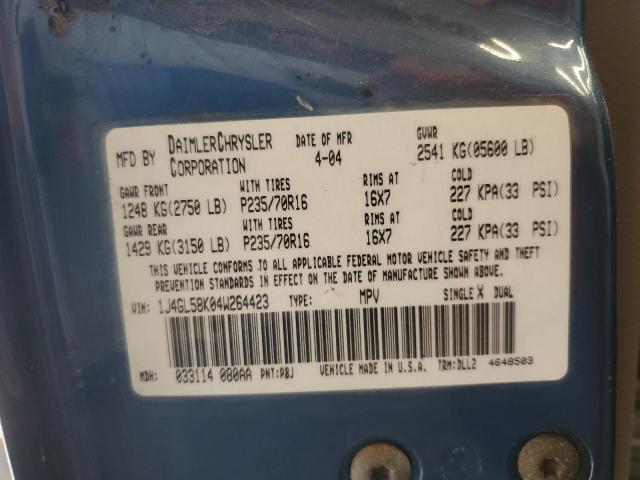 MFD BY DAIMLERCHRYSLER CORPORATION
DATE OF MFR 4-04
GVWR 2541 KG(05600 LB)
GAWR FRONT WITH TIRES RIMS AT COLD
1248 KG(2750 LB) P235/70R16 16X7 227 KPA(33 PSI)
GAWR REAR WITH TIRES RIMS AT COLD
1429 KG(3150 LB) P235/70R16 16X7 227 KPA(33 PSI)
THIS VEHICLE CONFORMS TO ALL APPLICABLE FEDERAL MOTOR VEHICLE SAFETY AND THEFT
PREVENTION STANDARDS IN EFFECT ON THE DATE OF MANUFACTURE SHOWN ABOVE.
VIN: 1J4GL58K04W264423 TYPE: MPV SINGLE X DUAL
MDH: 033114 080AA PNT:PBJ VEHICLE MADE IN U.S.A. TRM:DLL2 4648503